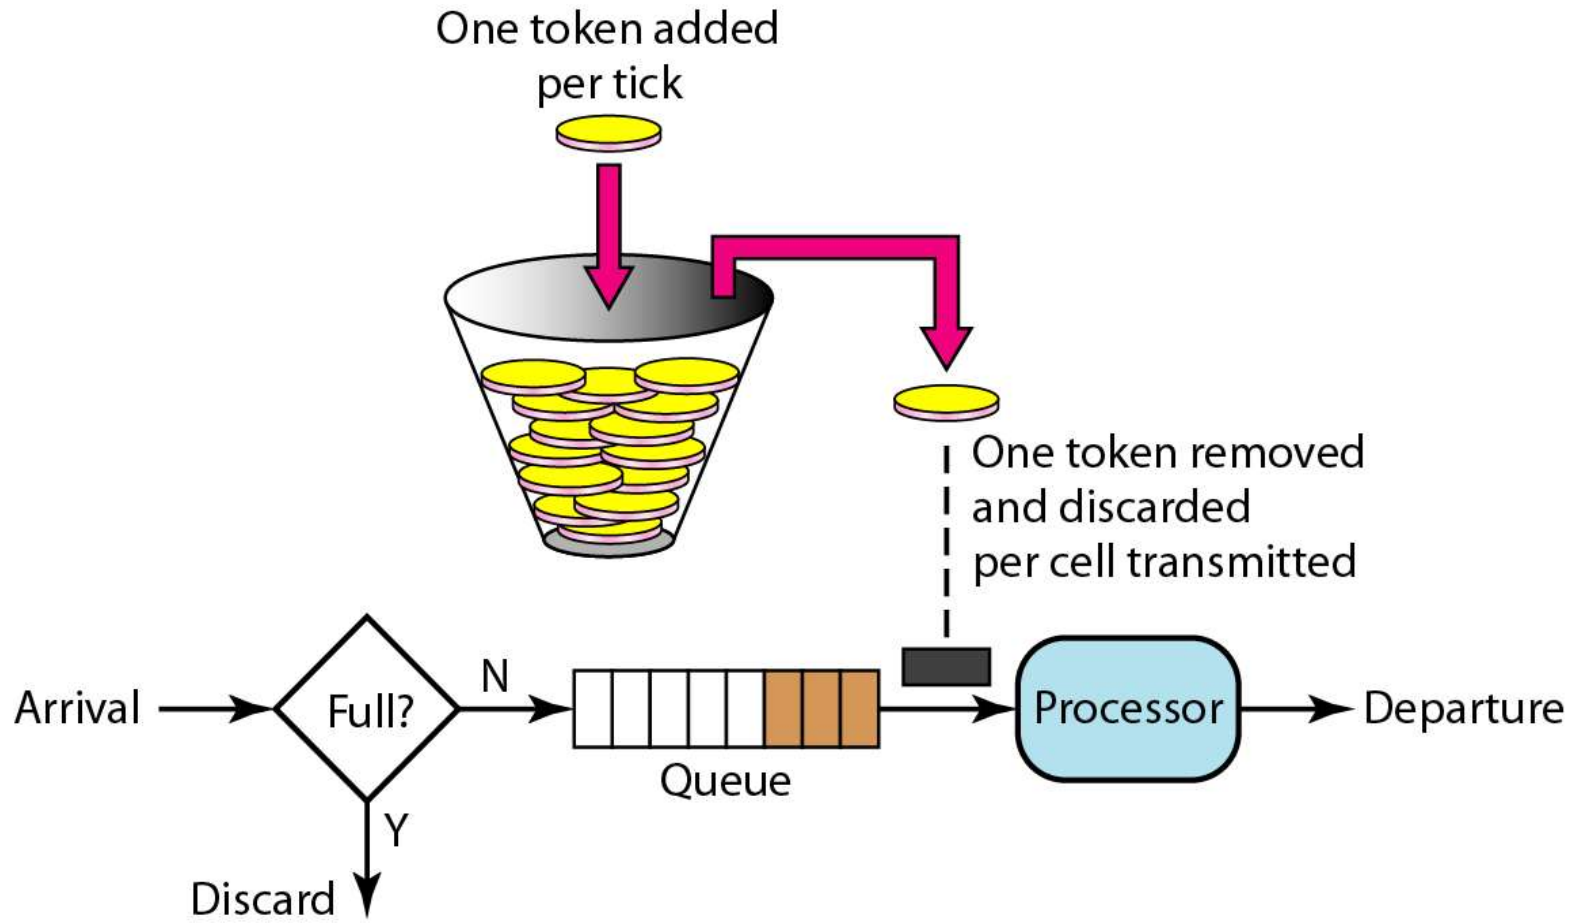 One token added
per tick
One token removed
and discarded
per cell transmitted
Arrival
Full?
N
Queue
Processor
Departure
Y
Discard